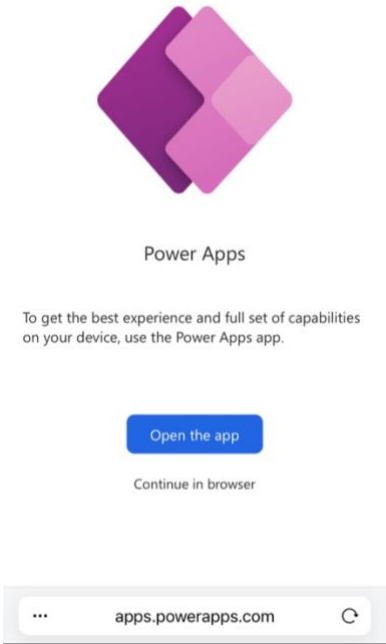 Power Apps
To get the best experience and full set of capabilities
on your device, use the Power Apps app.
Open the app
Continue in browser
... apps.powerapps.com